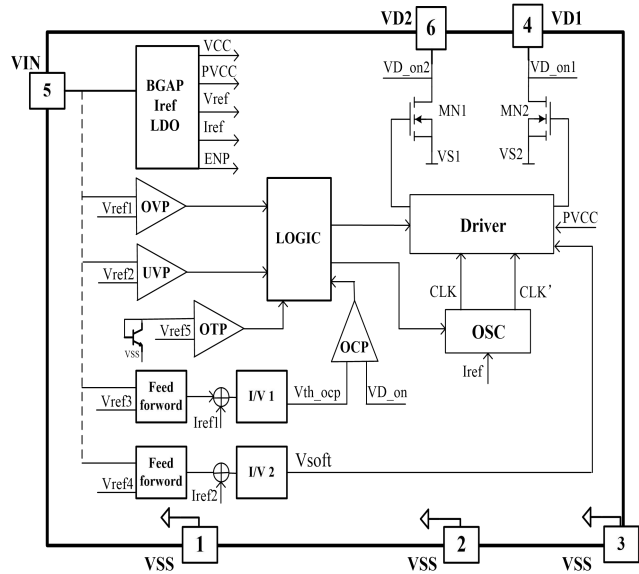 VD2
6
4
VD1
VIN
5
BGAP
Iref
LDO
VCC
PVCC
Vref
Iref
ENP
VD_on2
VD_on1
MN1
MN2
VS1
VS2
Vref1
OVP
Vref2
UVP
LOGIC
Driver
PVCC
VSS
Vref5
OTP
OCP
CLK
CLK'
OSC
Iref
Feed
forword
Vref3
Iref1
I/V 1
Vth_ocp
VD_on
Feed
forword
Vref4
Iref2
I/V 2
Vsoft
VSS
1
VSS
2
VSS
3